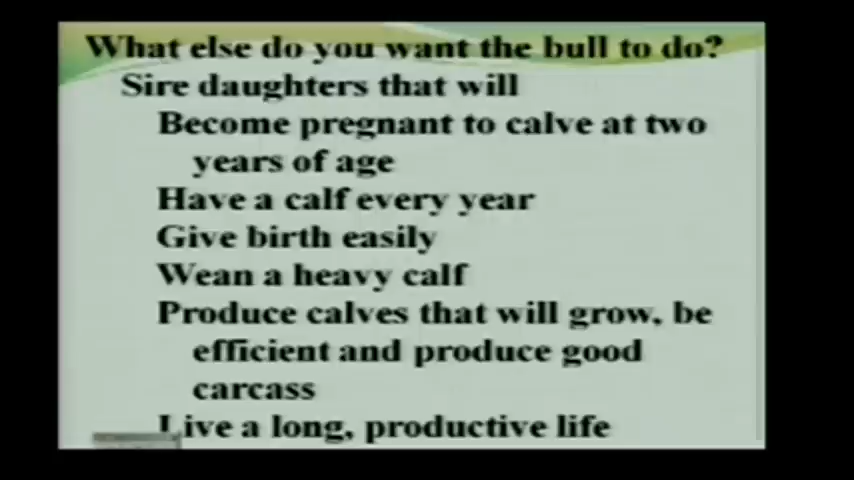 What else do you want the bull to do?
Sire daughters that will
Become pregnant to calve at two
years of age
Have a calf every year
Give birth easily
Wean a heavy calf
Produce calves that will grow, be
efficient and produce good
carcass
Live a long, productive life